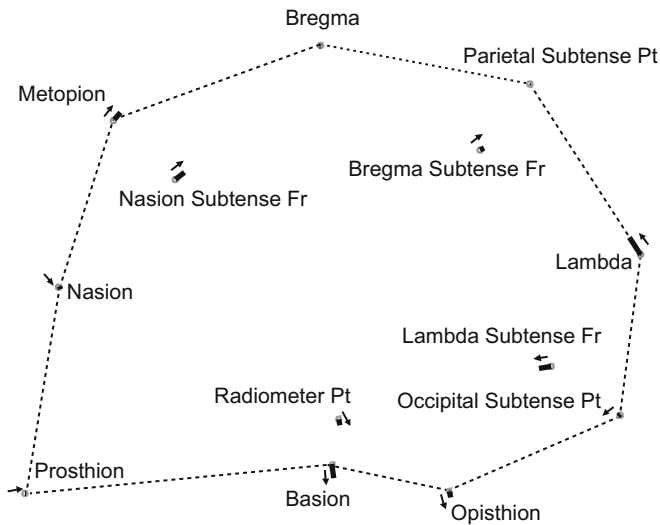 Bregma
Parietal Subtense Pt
Metopion
Bregma Subtense Fr
Nasion Subtense Fr
Lambda
Nasion
Lambda Subtense Fr
Radiometer Pt
Occipital Subtense Pt
Prosthion
Basion
Opisthion